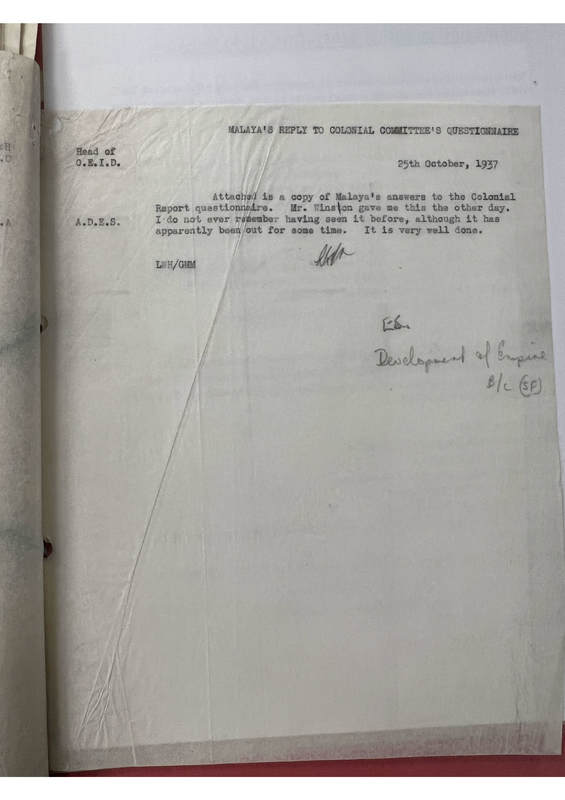 MALAYA'S REPLY TO COLONIAL COMMITTEE'S QUESTIONNAIRE
Head of
O.E.I.D.
25th October, 1937
Attached is a copy of Malaya's answers to the Colonial
Report questionnaire. Mr. Winston gave me this the other day.
A.D.E.S. I do not ever remember having seen it before, although it has
apparently been out for some time. It is very well done.
LWH/GMM
Development of Empire
B/c (SF)